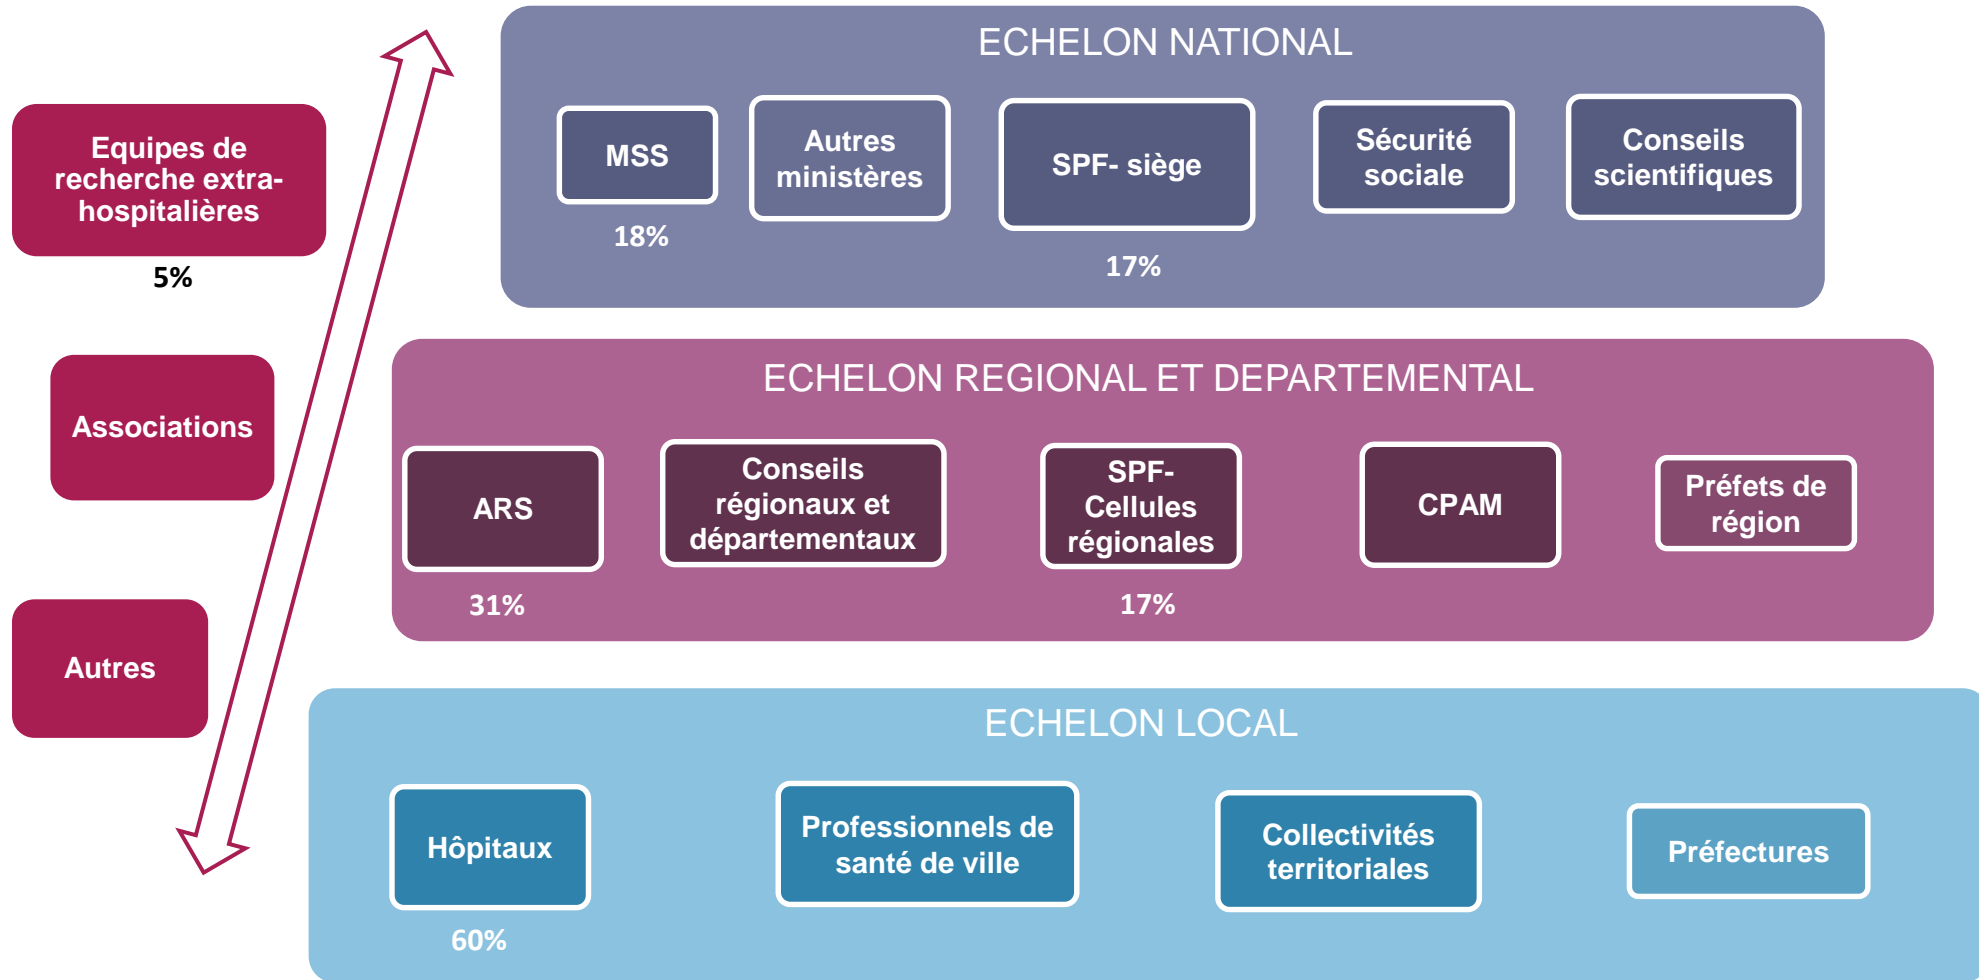 ECHELON NATIONAL
MSS
18%
Autres
ministères
SPF- siège
17%
Sécurité
sociale
Conseils
scientifiques
Equipes de
recherche extra-
hospitalières
5%
Associations
Autres
ECHELON REGIONAL ET DEPARTEMENTAL
ARS
31%
Conseils
régionaux et
départementaux
SPF-
Cellules
régionales
17%
CPAM
Préfets de
région
ECHELON LOCAL
Hôpitaux
60%
Professionnels de
santé de ville
Collectivités
territoriales
Préfectures